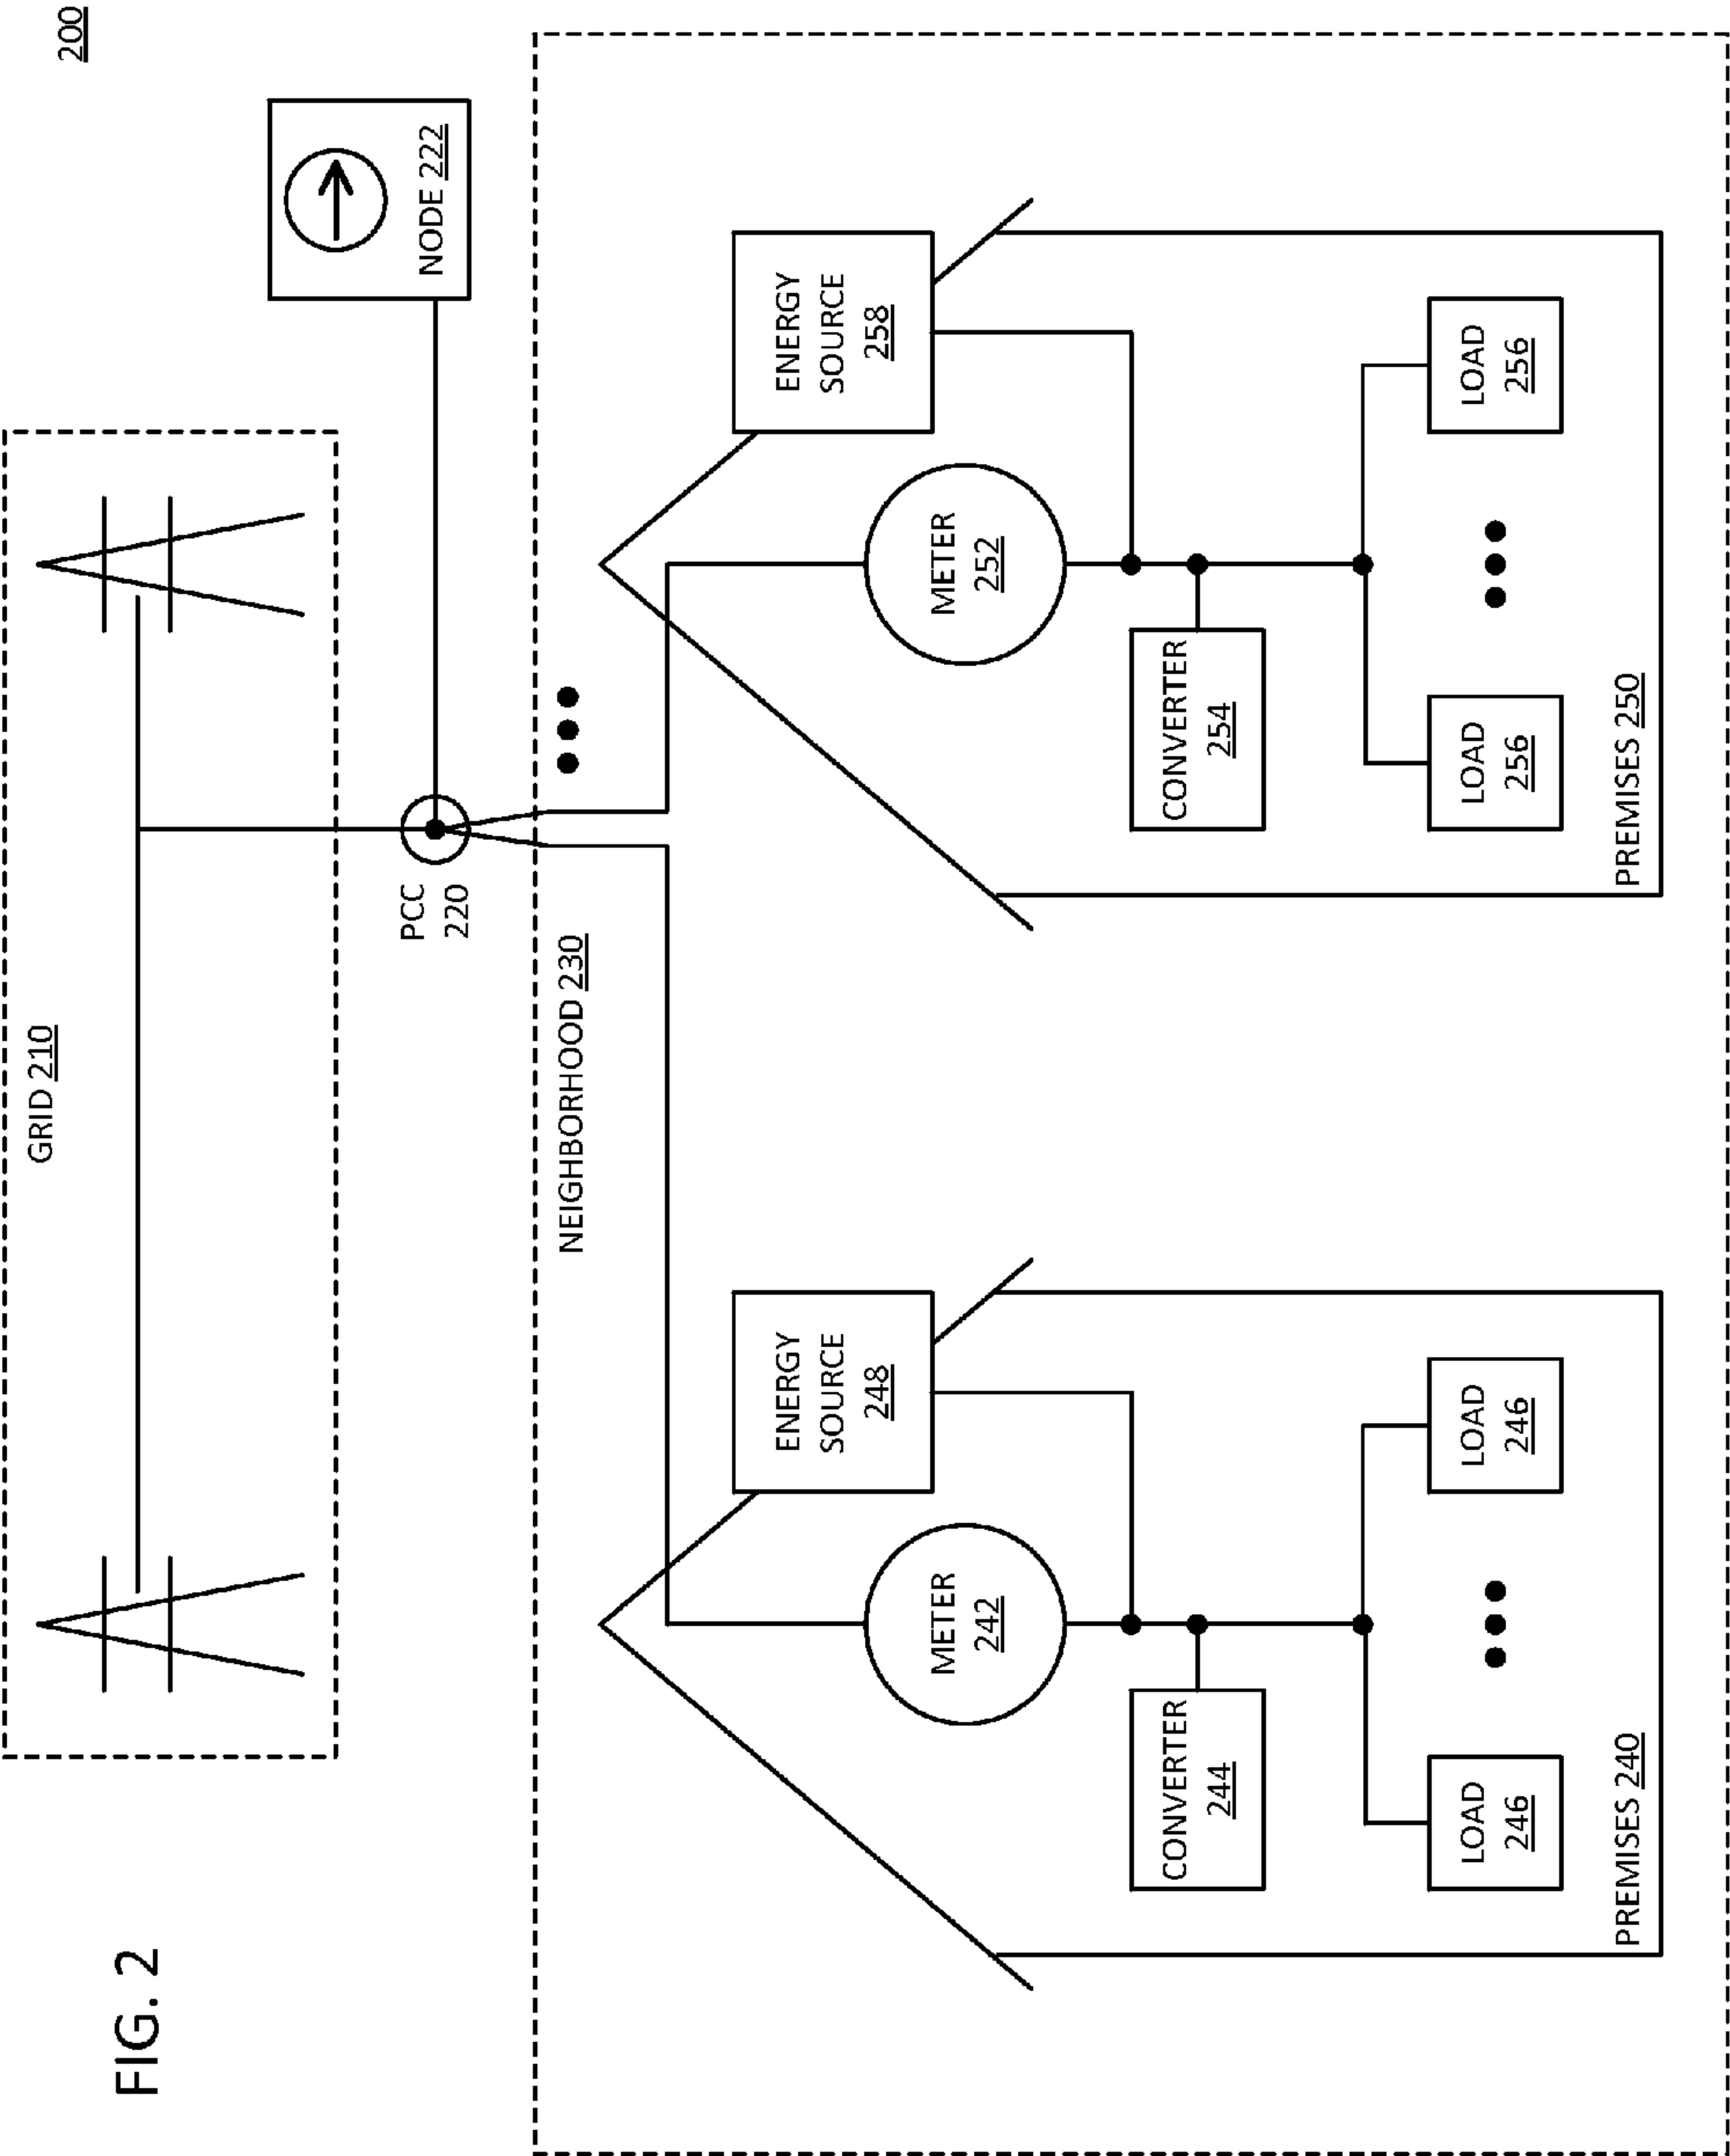 FIG. 2
200
GRID 210
NODE 222
PCC
220
NEIGHBORHOOD 230
ENERGY
SOURCE
248
METER
242
CONVERTER
244
LOAD
246
LOAD
246
PREMISES 240
ENERGY
SOURCE
258
METER
252
CONVERTER
254
LOAD
256
LOAD
256
PREMISES 250